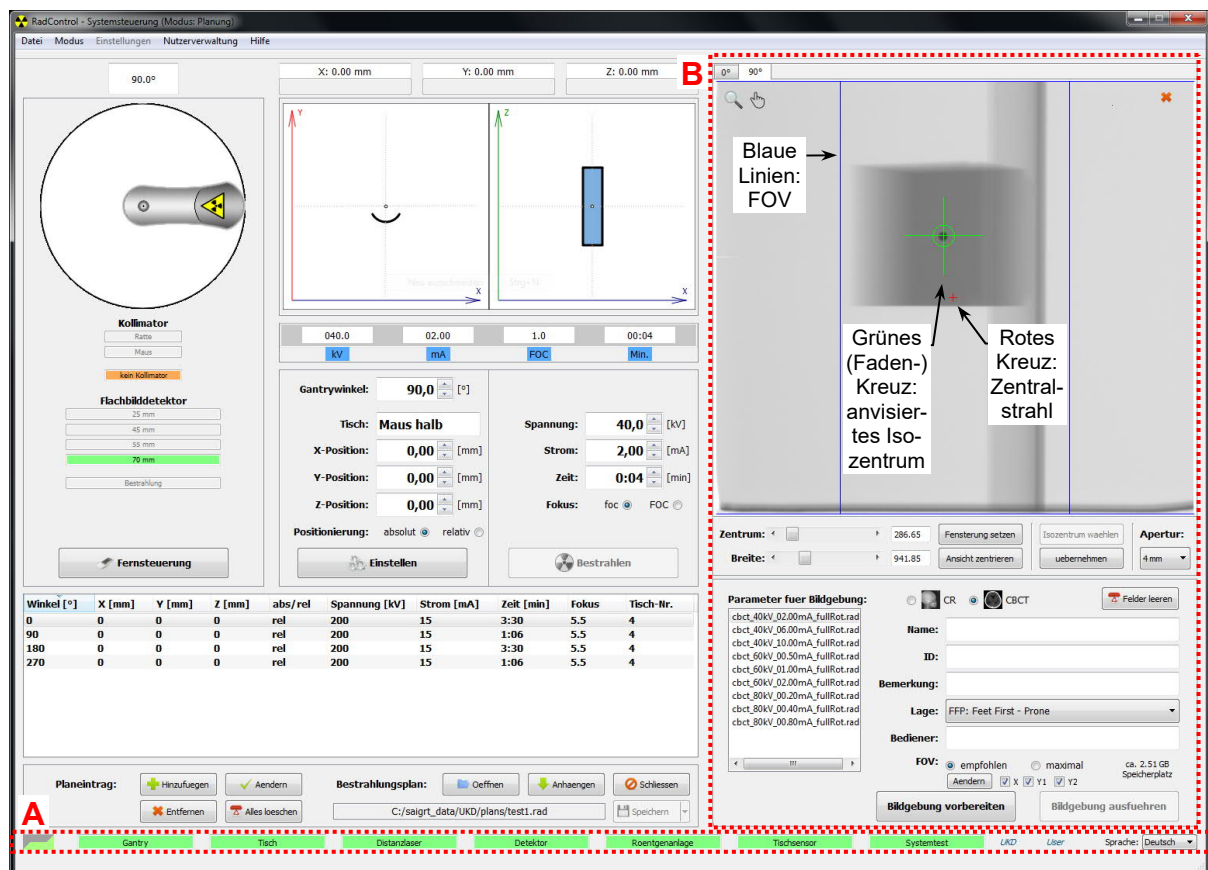 RadControl - Systemsteuerung (Modus: Planung)
Datei Modus Einstellungen Nutzerverwaltung Hilfe
90.0°
X: 0.00 mm Y: 0.00 mm Z: 0.00 mm
Y
X
Z
X
Neu ausschneiden Strg+N
Kollimator
Ratte
Maus
kein Kollimator
Flachbilddetektor
25 mm
45 mm
55 mm
70 mm
Bestrahlung
Fernsteuerung
040.0 02.00 1.0 00:04
kV mA FOC Min.
Gantrywinkel: 90,0 [°]
Tisch: Maus halb
X-Position: 0,00 [mm]
Y-Position: 0,00 [mm]
Z-Position: 0,00 [mm]
Positionierung: absolut relativ
Einstellen
Spannung: 40,0 [kV]
Strom: 2,00 [mA]
Zeit: 0:04 [min]
Fokus: foc FOC
Bestrahlen
Winkel [°] X [mm] Y [mm] Z [mm] abs/rel Spannung [kV] Strom [mA] Zeit [min] Fokus Tisch-Nr.
0 0 0 0 rel 200 15 3:30 5.5 4
90 0 0 0 rel 200 15 1:06 5.5 4
180 0 0 0 rel 200 15 3:30 5.5 4
270 0 0 0 rel 200 15 1:06 5.5 4
Planeintrag: Hinzufuegen Aendern Bestrahlungsplan: Oeffnen Anhaengen Schliessen
Entfernen Alles loeschen C:/saigrt_data/UKD/plans/test1.rad Speichern
A
B
0° 90°
Blaue
Linien:
FOV
Grünes
(Faden-)
Kreuz:
anvisier-
tes Iso-
zentrum
Rotes
Kreuz:
Zentral-
strahl
Zentrum: 286.65 Fensterung setzen Isozentrum waehlen Apertur:
Breite: 941.85 Ansicht zentrieren uebernehmen 4 mm
Parameter fuer Bildgebung: CR CBCT Felder leeren
cbct_40kV_02.00mA_fullRot.rad
cbct_40kV_06.00mA_fullRot.rad
cbct_40kV_10.00mA_fullRot.rad
cbct_60kV_00.50mA_fullRot.rad
cbct_60kV_01.00mA_fullRot.rad
cbct_60kV_02.00mA_fullRot.rad
cbct_80kV_00.20mA_fullRot.rad
cbct_80kV_00.40mA_fullRot.rad
cbct_80kV_00.80mA_fullRot.rad
Name:
ID:
Bemerkung:
Lage: FFP: Feet First - Prone
Bediener:
FOV: empfohlen maximal ca. 2.51 GB
Aendern X Y1 Y2 Speicherplatz
Bildgebung vorbereiten Bildgebung ausfuehren
Gantry Tisch Distanzlaser Detektor Roentgenanlage Tischsensor Systemtest UKD User Sprache: Deutsch